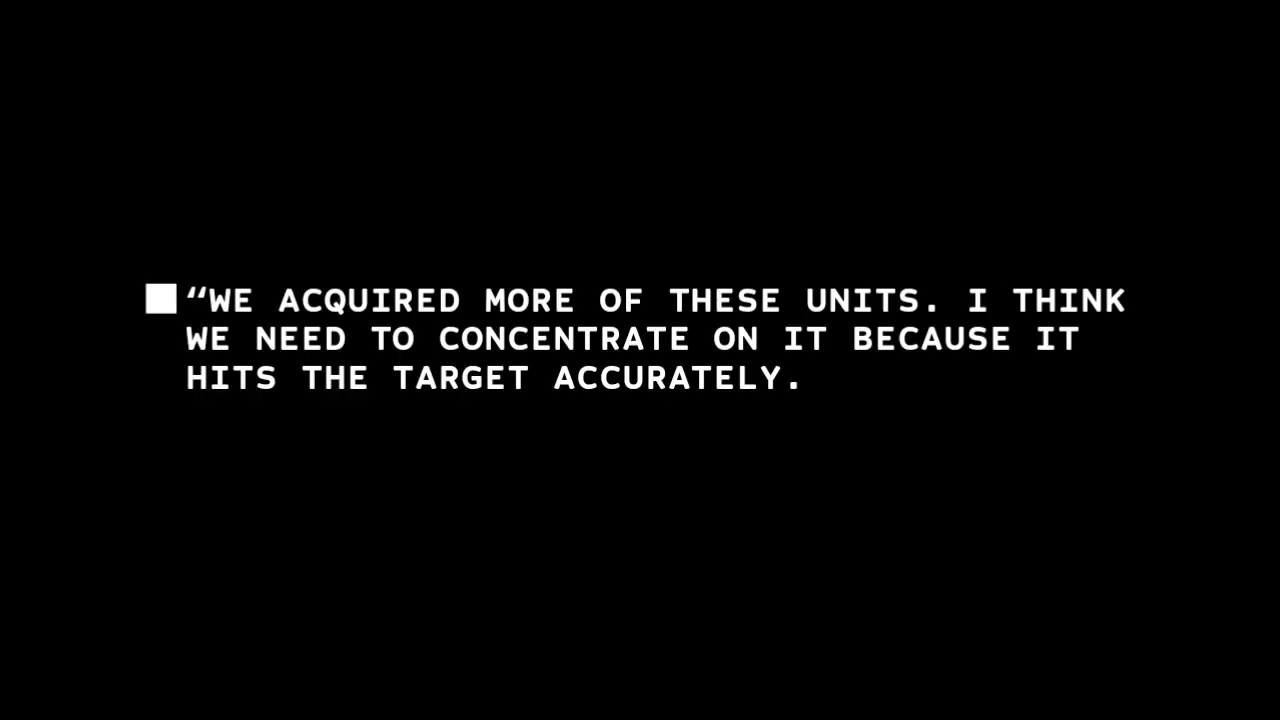 “WE ACQUIRED MORE OF THESE UNITS. I THINK
WE NEED TO CONCENTRATE ON IT BECAUSE IT
HITS THE TARGET ACCURATELY.